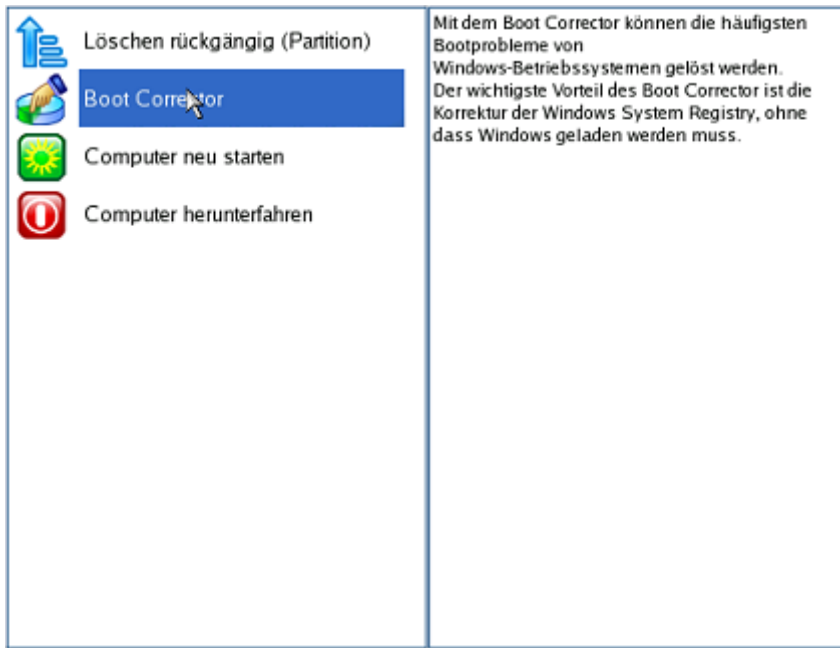 Löschen rückgängig (Partition)
Boot Corrector
Computer neu starten
Computer herunterfahren
Mit dem Boot Corrector können die häufigsten
Bootprobleme von
Windows-Betriebssystemen gelöst werden.
Der wichtigste Vorteil des Boot Corrector ist die
Korrektur der Windows System Registry, ohne
dass Windows geladen werden muss.